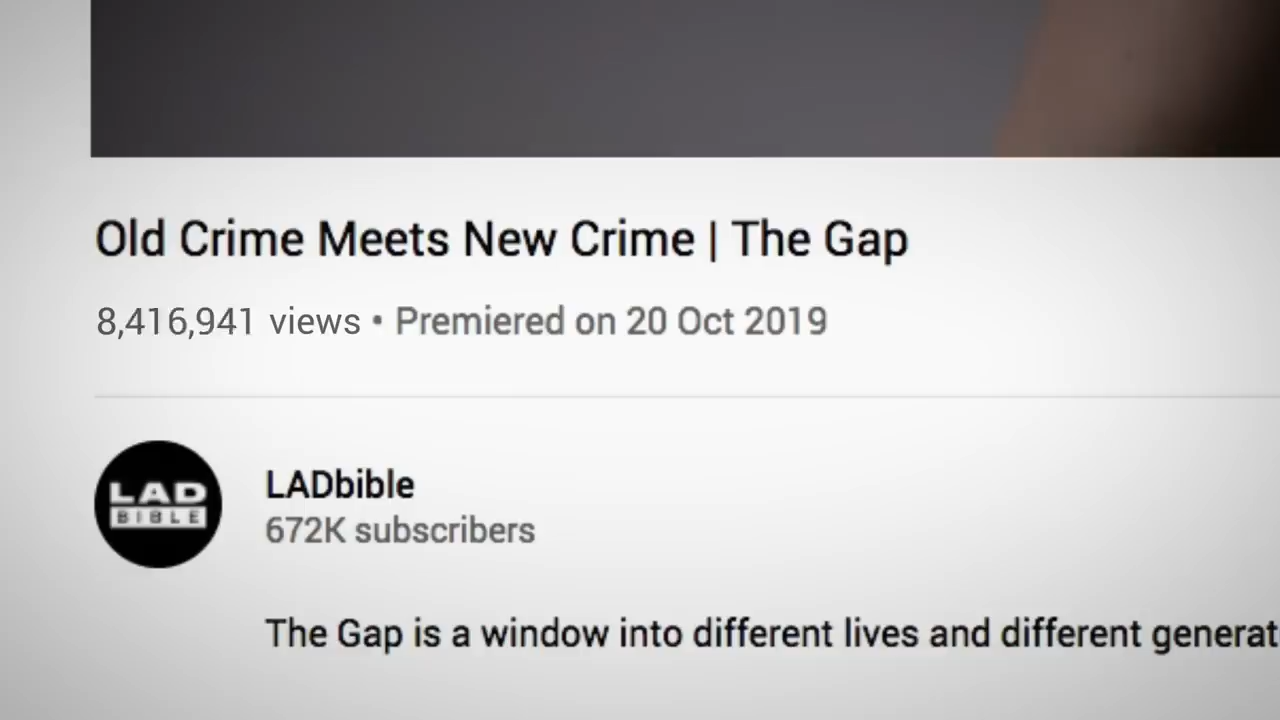 Old Crime Meets New Crime | The Gap
8,416,941 views • Premiered on 20 Oct 2019
LAD
BIBLE
LADbible
672K subscribers
The Gap is a window into different lives and different generat